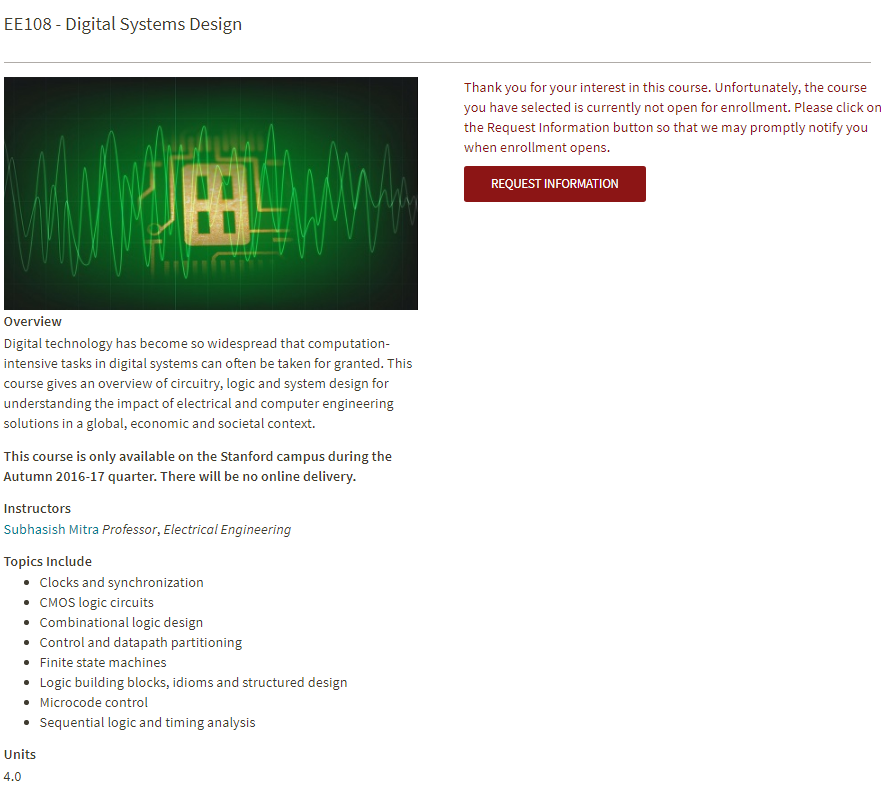 EE108 - Digital Systems Design
Thank you for your interest in this course. Unfortunately, the course
you have selected is currently not open for enrollment. Please click on
the Request Information button so that we may promptly notify you
when enrollment opens.
REQUEST INFORMATION
Overview
Digital technology has become so widespread that computation-
intensive tasks in digital systems can often be taken for granted. This
course gives an overview of circuitry, logic and system design for
understanding the impact of electrical and computer engineering
solutions in a global, economic and societal context.
This course is only available on the Stanford campus during the
Autumn 2016-17 quarter. There will be no online delivery.
Instructors
Subhasish Mitra Professor, Electrical Engineering
Topics Include
• Clocks and synchronization
• CMOS logic circuits
• Combinational logic design
• Control and datapath partitioning
• Finite state machines
• Logic building blocks, idioms and structured design
• Microcode control
• Sequential logic and timing analysis
Units
4.0